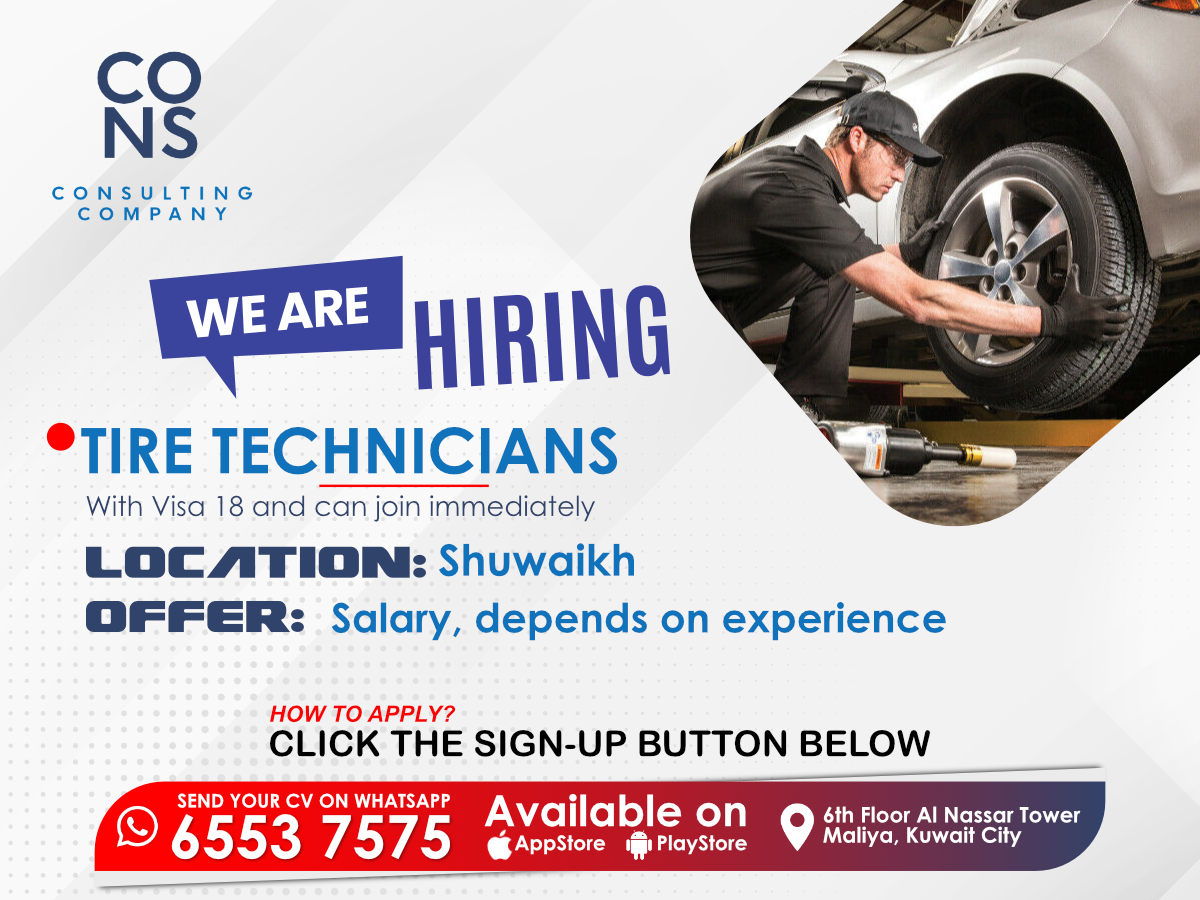 CO
NS
CONSULTING
COMPANY
WE ARE
HIRING
TIRE TECHNICIANS
With Visa 18 and can join immediately
LOCATION: Shuwaikh
OFFER: Salary, depends on experience
HOW TO APPLY?
CLICK THE SIGN-UP BUTTON BELOW
SEND YOUR CV ON WHATSAPP
6553 7575
Available on
AppStore PlayStore
6th Floor Al Nassar Tower
Maliya, Kuwait City